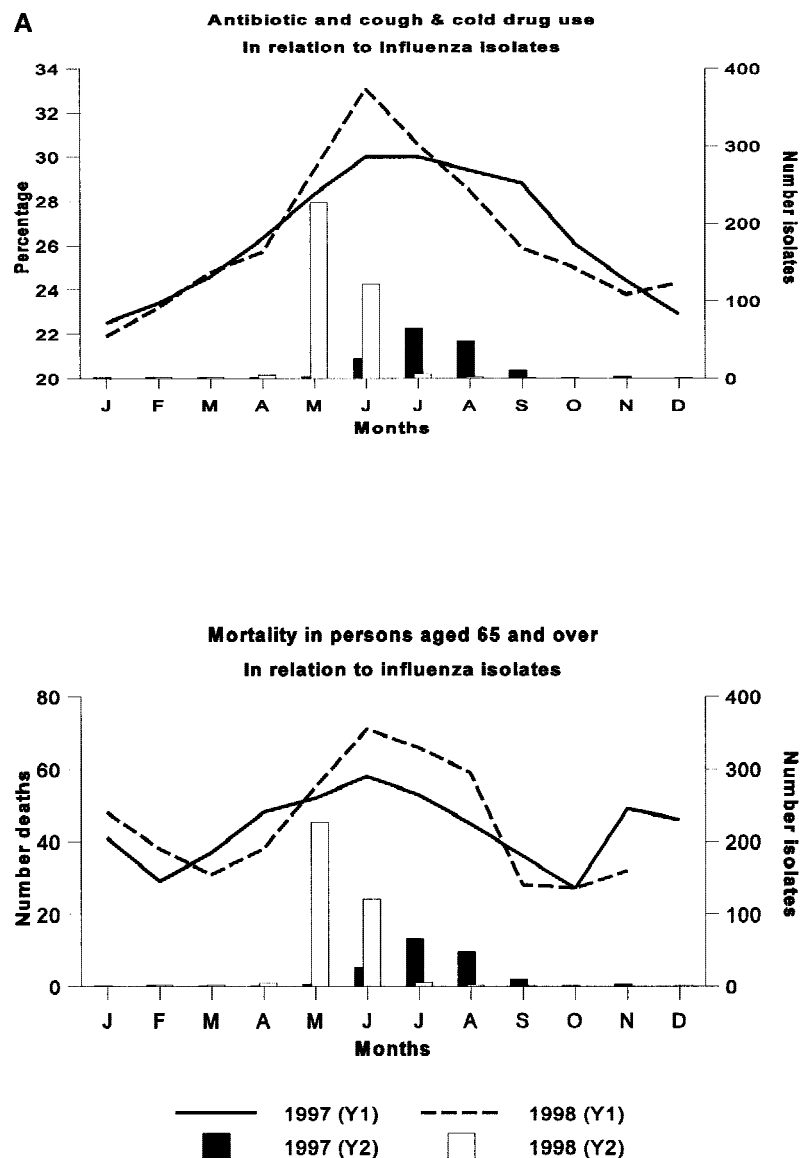 A
Antibiotic and cough & cold drug use
In relation to influenza isolates
34
32
30
28
26
24
22
20
Percentage
400
300
200
100
0
Number isolates
J F M A M J J A S O N D
Months
Mortality in persons aged 65 and over
In relation to influenza isolates
80
60
40
20
0
Number deaths
400
300
200
100
0
Number isolates
J F M A M J J A S O N D
Months
1997 (Y1) 1998 (Y1)
1997 (Y2) 1998 (Y2)